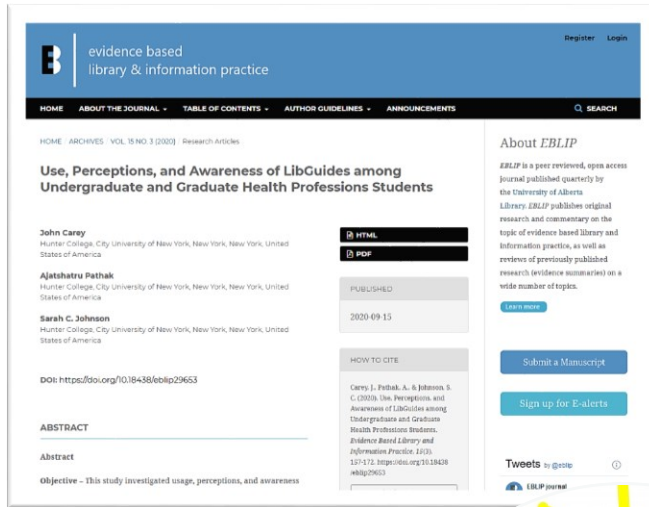 Register Login
evidence based
library & information practice
HOME ABOUT THE JOURNAL TABLE OF CONTENTS AUTHOR GUIDELINES ANNOUNCEMENTS SEARCH
HOME / ARCHIVES / VOL. 15 NO. 3 (2020) / Research Articles
Use, Perceptions, and Awareness of LibGuides among
Undergraduate and Graduate Health Professions Students
John Carey
Hunter College, City University of New York, New York, New York, United
States of America
Ajatshatru Pathak
Hunter College, City University of New York, New York, New York, United
States of America
Sarah C. Johnson
Hunter College, City University of New York, New York, New York, United
States of America
DOI: https://doi.org/10.18438/eblip29653
ABSTRACT
Abstract
Objective – This study investigated usage, perceptions, and awareness
HTML
PDF
PUBLISHED
2020-09-15
HOW TO CITE
Carey, J., Pathak, A., & Johnson, S.
C. (2020). Use, Perceptions, and
Awareness of LibGuides among
Undergraduate and Graduate
Health Professions Students.
Evidence Based Library and
Information Practice, 15(3),
157-172. https://doi.org/10.18438
/eblip29653
About EBLIP
EBLIP is a peer reviewed, open access
journal published quarterly by
the University of Alberta
Library. EBLIP publishes original
research and commentary on the
topic of evidence based library and
information practice, as well as
reviews of previously published
research (evidence summaries) on a
wide number of topics.
Learn more
Submit a Manuscript
Sign up for E-alerts
Tweets by @eblip
EBLIP journal